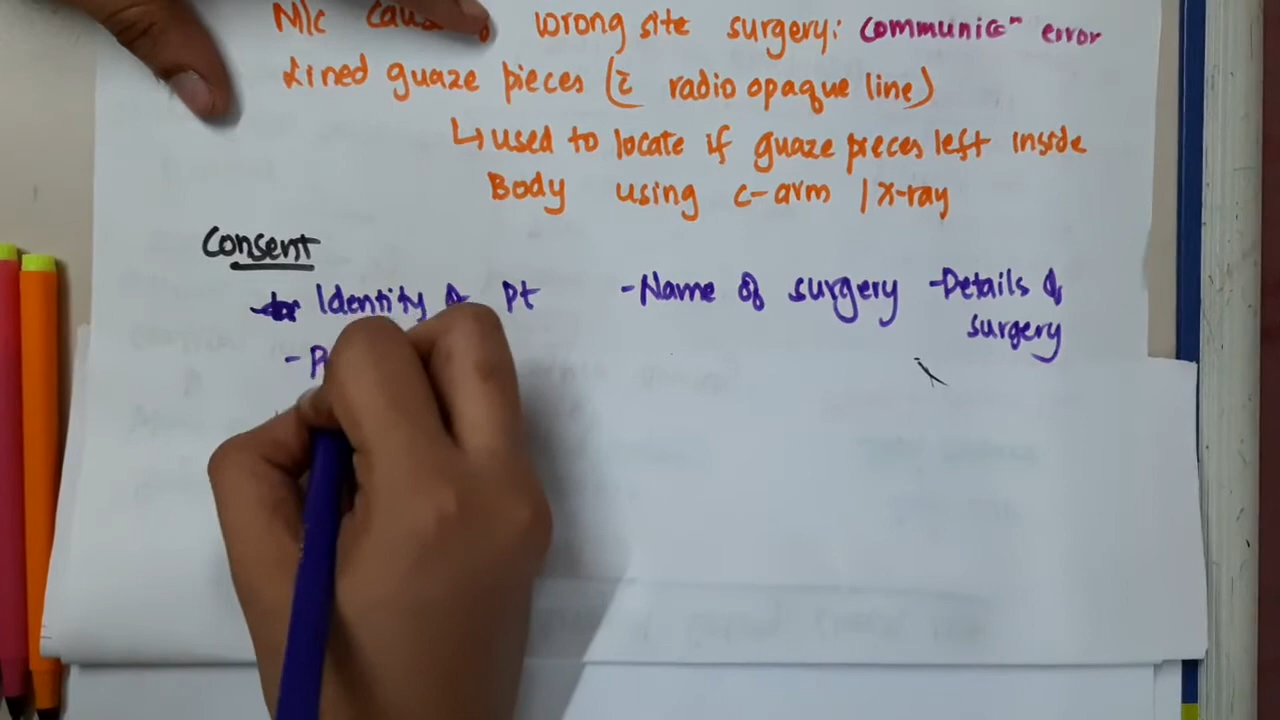 M/c wrong site surgery: communicⁿ error
Lined guaze pieces (c̄ radio opaque line)
↳ used to locate if guaze pieces left inside
Body using c-arm / x-ray
Consent
Identity of pt - Name of surgery - Details of
surgery
-